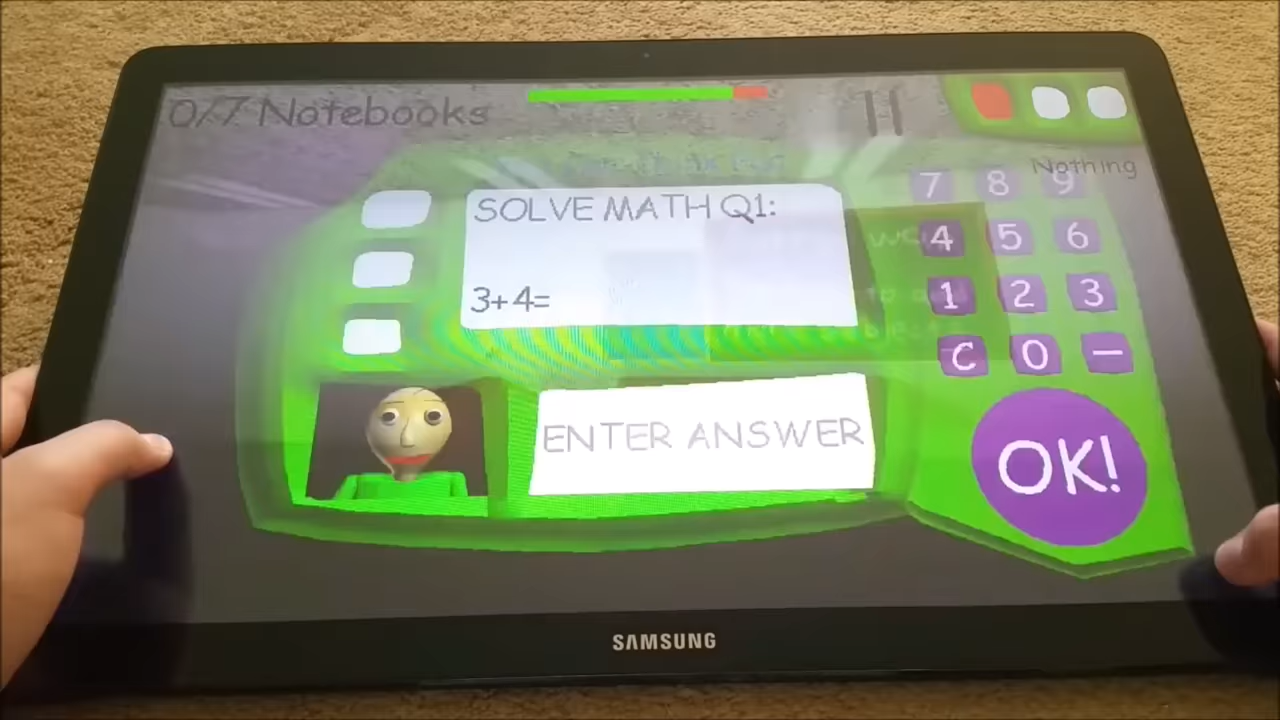 0/7 Notebooks
Nothing
SOLVE MATH Q1:
3+4=
7 8 9
4 5 6
1 2 3
C 0 —
ENTER ANSWER
OK!
SAMSUNG